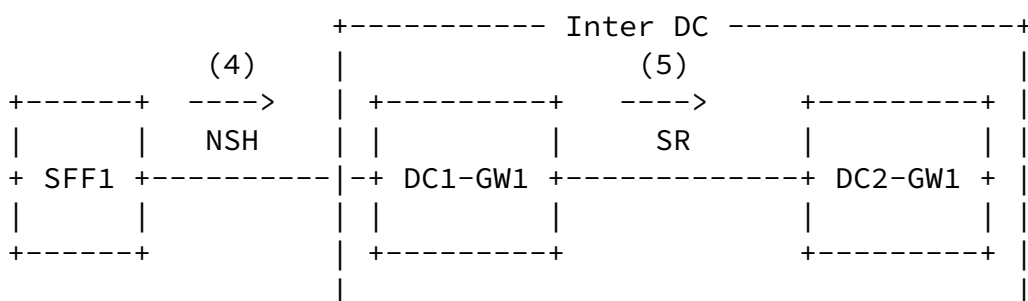 Inter DC
(4) (5)
----> ---->
NSH SR
SFF1 DC1-GW1 DC2-GW1